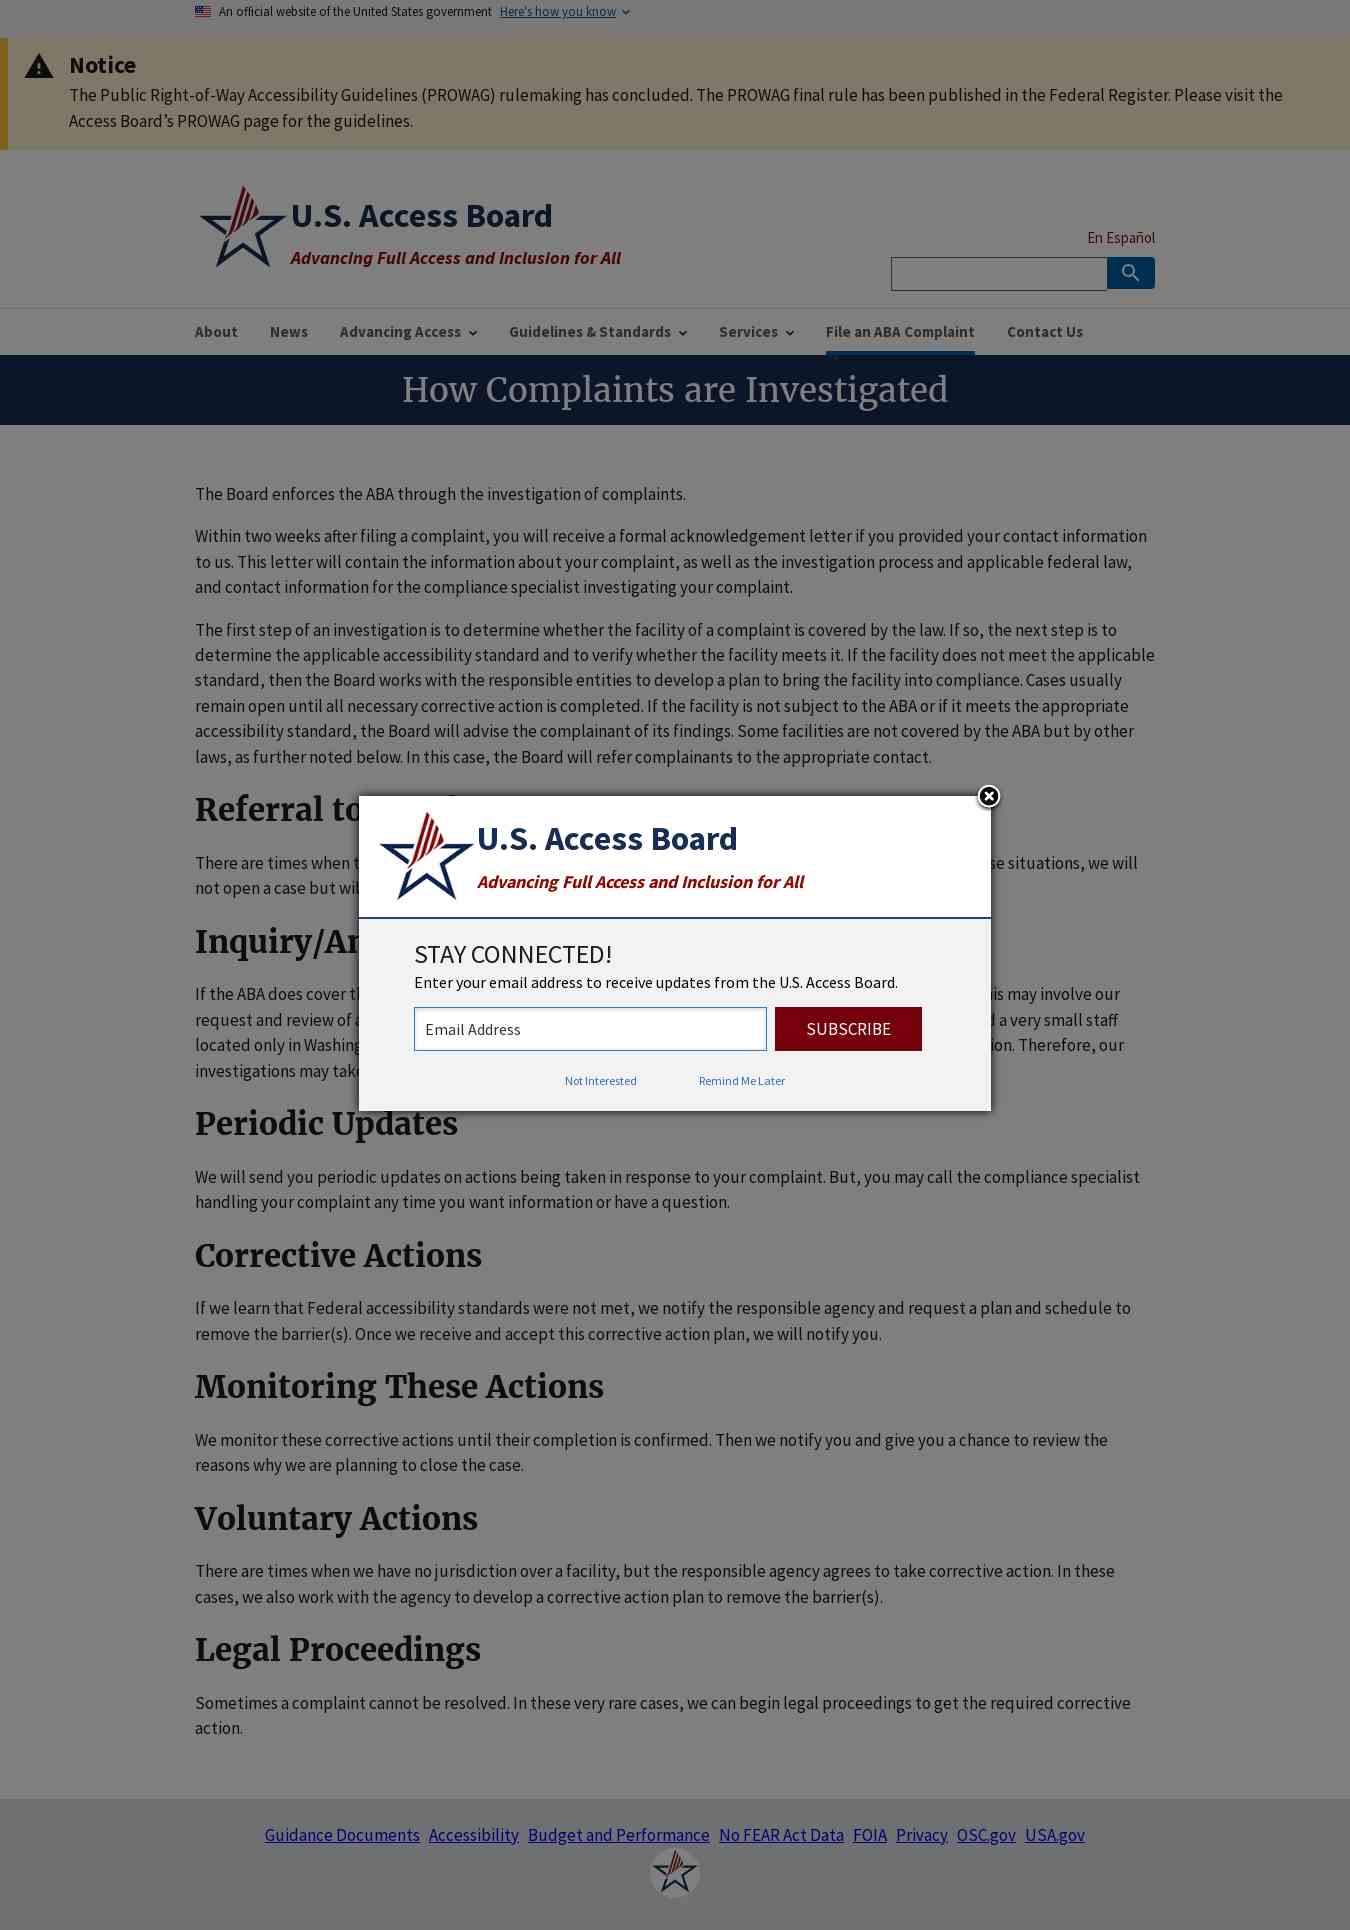 An official website of the United States government Here's how you know
Notice
The Public Right-of-Way Accessibility Guidelines (PROWAG) rulemaking has concluded. The PROWAG final rule has been published in the Federal Register. Please visit the
Access Board’s PROWAG page for the guidelines.
U.S. Access Board
Advancing Full Access and Inclusion for All
En Español
About News Advancing Access Guidelines & Standards Services File an ABA Complaint Contact Us
How Complaints are Investigated
The Board enforces the ABA through the investigation of complaints.
Within two weeks after filing a complaint, you will receive a formal acknowledgement letter if you provided your contact information
to us. This letter will contain the information about your complaint, as well as the investigation process and applicable federal law,
and contact information for the compliance specialist investigating your complaint.
The first step of an investigation is to determine whether the facility of a complaint is covered by the law. If so, the next step is to
determine the applicable accessibility standard and to verify whether the facility meets it. If the facility does not meet the applicable
standard, then the Board works with the responsible entities to develop a plan to bring the facility into compliance. Cases usually
remain open until all necessary corrective action is completed. If the facility is not subject to the ABA or if it meets the appropriate
accessibility standard, the Board will advise the complainant of its findings. Some facilities are not covered by the ABA but by other
laws, as further noted below. In this case, the Board will refer complainants to the appropriate contact.
Referral to
There are times when situations, we will
not open a case but
Inquiry/
If the ABA does cover may involve our
request and review of a very small staff
located only in Therefore, our
investigations may
U.S. Access Board
Advancing Full Access and Inclusion for All
STAY CONNECTED!
Enter your email address to receive updates from the U.S. Access Board.
Email Address SUBSCRIBE
Not Interested Remind Me Later
Periodic Updates
We will send you periodic updates on actions being taken in response to your complaint. But, you may call the compliance specialist
handling your complaint any time you want information or have a question.
Corrective Actions
If we learn that Federal accessibility standards were not met, we notify the responsible agency and request a plan and schedule to
remove the barrier(s). Once we receive and accept this corrective action plan, we will notify you.
Monitoring These Actions
We monitor these corrective actions until their completion is confirmed. Then we notify you and give you a chance to review the
reasons why we are planning to close the case.
Voluntary Actions
There are times when we have no jurisdiction over a facility, but the responsible agency agrees to take corrective action. In these
cases, we also work with the agency to develop a corrective action plan to remove the barrier(s).
Legal Proceedings
Sometimes a complaint cannot be resolved. In these very rare cases, we can begin legal proceedings to get the required corrective
action.
Guidance Documents Accessibility Budget and Performance No FEAR Act Data FOIA Privacy OSC.gov USA.gov